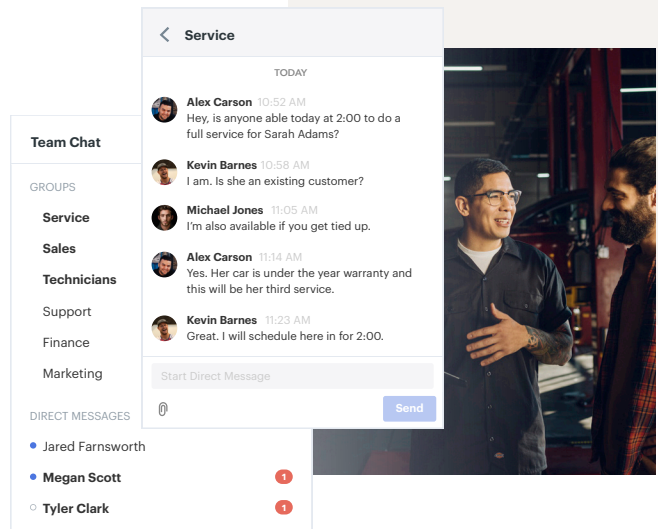 Service
TODAY
Alex Carson 10:52 AM
Hey, is anyone able today at 2:00 to do a
full service for Sarah Adams?
Kevin Barnes 10:58 AM
I am. Is she an existing customer?
Michael Jones 11:05 AM
I'm also available if you get tied up.
Alex Carson 11:14 AM
Yes. Her car is under the year warranty and
this will be her third service.
Kevin Barnes 11:23 AM
Great. I will schedule here in for 2:00.
Start Direct Message
Send
Team Chat
GROUPS
Service
Sales
Technicians
Support
Finance
Marketing
DIRECT MESSAGES
Jared Farnsworth
Megan Scott 1
Tyler Clark 1